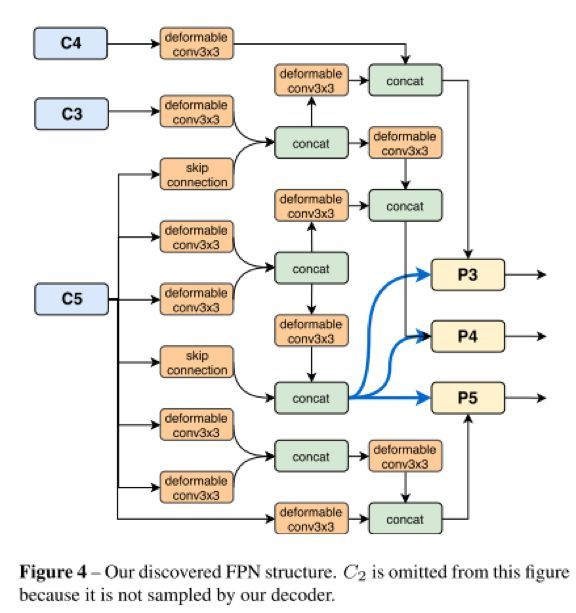 C4
deformable
conv3x3
deformable
conv3x3
concat
C3
deformable
conv3x3
concat
deformable
conv3x3
skip
connection
deformable
conv3x3
concat
deformable
conv3x3
concat
P3
C5
deformable
conv3x3
deformable
conv3x3
P4
skip
connection
concat
P5
deformable
conv3x3
concat
deformable
conv3x3
deformable
conv3x3
deformable
conv3x3
concat
Figure 4 – Our discovered FPN structure. C2 is omitted from this figure
because it is not sampled by our decoder.